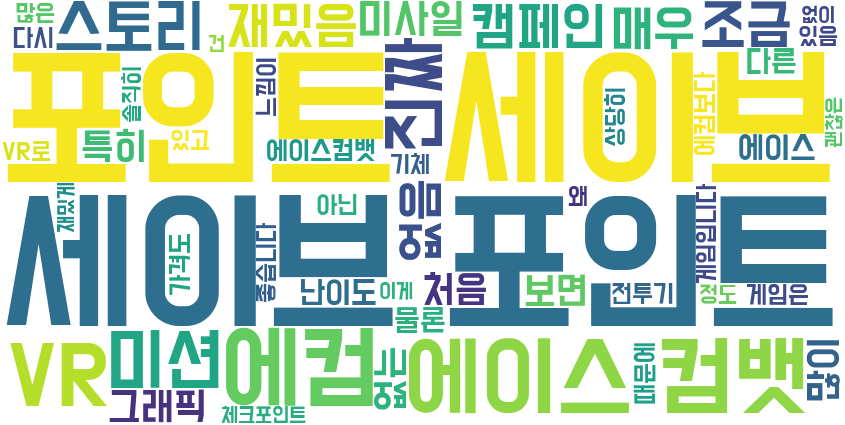 많은 스토리 재밌음 미사일 캠페인 매우 조금 없이
다시 건 있음
포인트 세이브
솔직히 느낌이 진짜 다른
VR로 특히 있고 에이스컴뱃 기체 상당히 에컴보다 에이스 괜찮은
세이브 포인트
재밌게 가격도 좋습니다 아닌 없음 왜 게임입니다
난이도 이게 처음 보면 전투기 정도 게임은
물론
VR 미션 에컴 없는 에이스 컴뱃 때문에 많이
그래픽 체크포인트